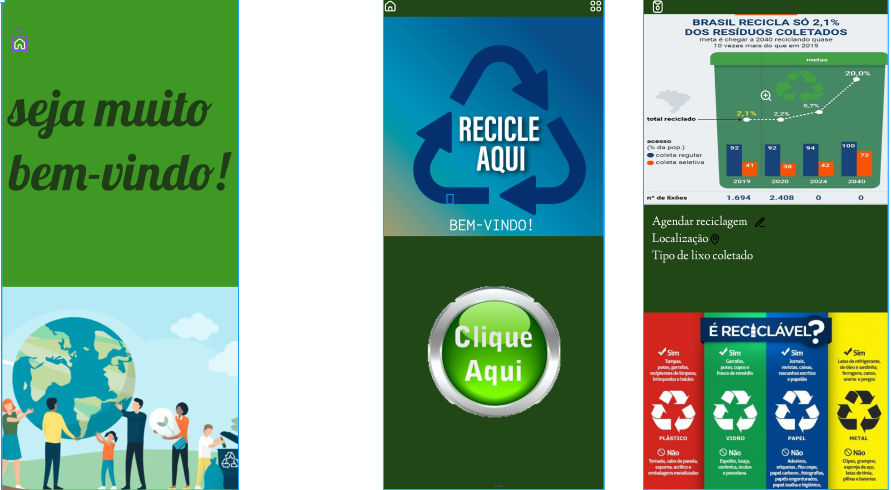 seja muito
bem-vindo!
RECICLE
AQUI
BEM-VINDO!
Clique
Aqui
BRASIL RECICLA SÓ 2,1%
DOS RESÍDUOS COLETADOS
meta é chegar a 2040 reciclando quase
10 vezes mais do que em 2019
metas
20,0%
5,7%
2,1%
2,2%
total reciclado
acesso
(% da pop.)
coleta regular
coleta seletiva
92 41 92 38 94 42 100 73
2019 2020 2024 2040
nº de lixões 1.694 2.408 0 0
Agendar reciclagem
Localização
Tipo de lixo coletado
É RECICLÁVEL?
Sim
Tampas,
potes, garrafas,
recipientes de limpeza,
brinquedos e baldes
PLÁSTICO
Não
Tomada, cabo de panela,
espuma, acrílico e
embalagens metalizadas
Sim
Garrafas,
potes, copos e
frasco de remédio
VIDRO
Não
Espelho, louça,
cerâmica, óculos
e porcelana
Sim
Jornais,
revistas, caixas,
rascunhos escritos
e papelão
PAPEL
Não
Adesivos,
etiquetas, fita crepe,
papel carbono, fotografias,
papéis engordurados,
papel toalha e higiênico,
Sim
Latas de refrigerante,
de óleo e sardinha,
ferragens, canos,
arame e pregos
METAL
Não
Clipes, grampos,
esponja de aço,
latas de tinta,
pilhas e baterias